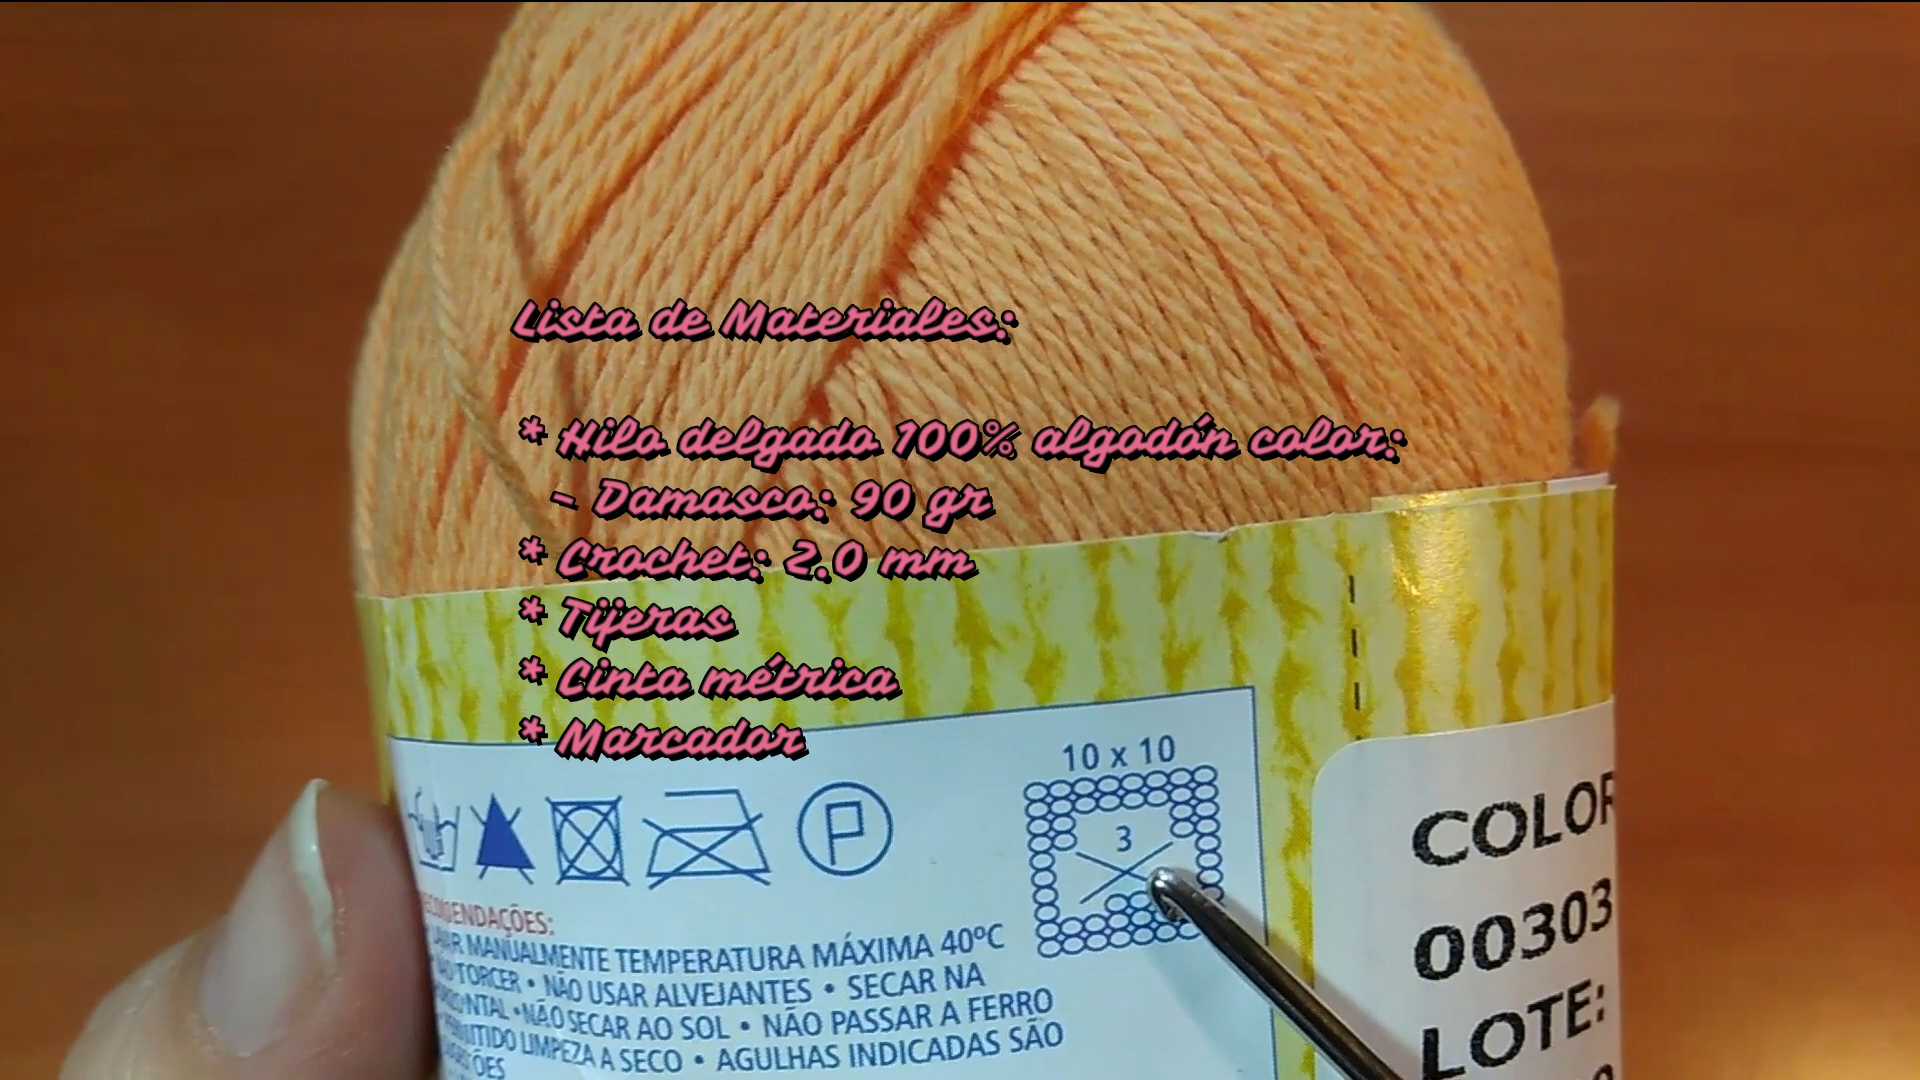 Lista de Materiales:
* Hilo delgado 100% algodón color:
- Damasco: 90 gr
* Crochet: 2.0 mm
* Tijeras
* Cinta métrica
* Marcador
10 x 10
3
P
MANUALMENTE TEMPERATURA MÁXIMA 40ºC
TORCER • NÃO USAR ALVEJANTES • SECAR NA
• NÃO SECAR AO SOL • NÃO PASSAR A FERRO
LIMPEZA A SECO • AGULHAS INDICADAS SÃO
COLOR
00303
LOTE: